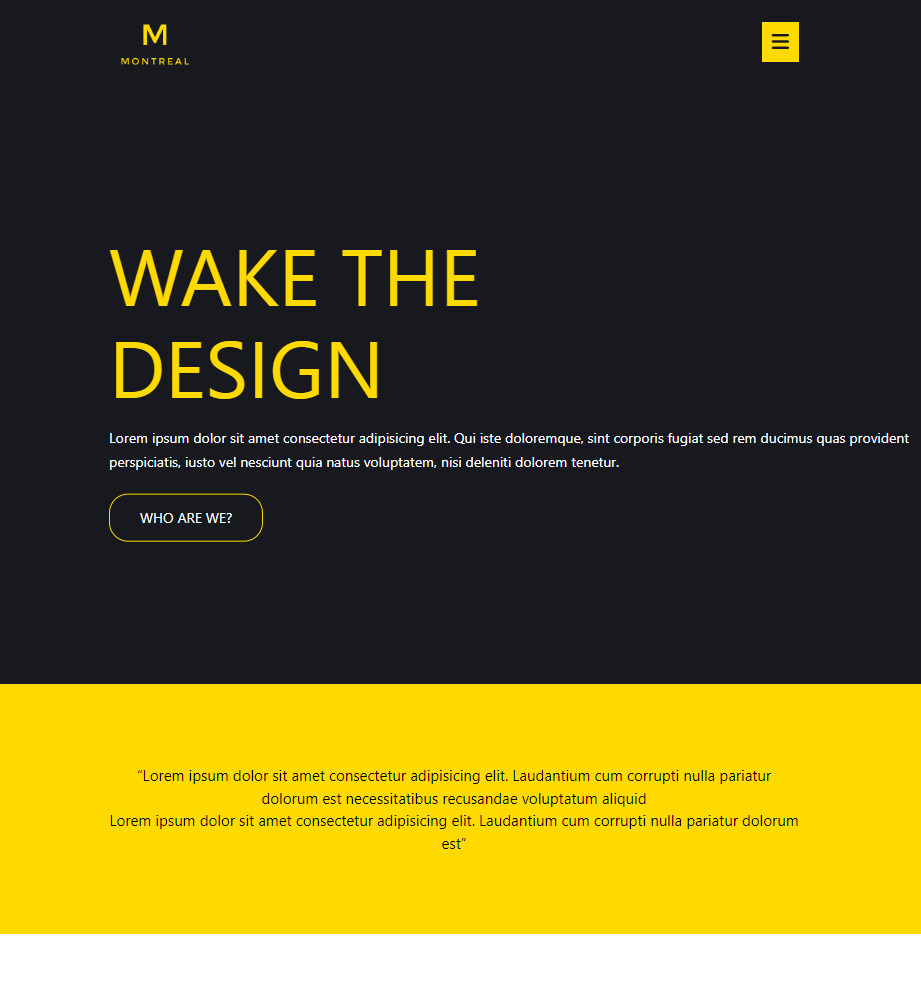 M
MONTREAL
WAKE THE
DESIGN
Lorem ipsum dolor sit amet consectetur adipisicing elit. Qui iste doloremque, sint corporis fugiat sed rem ducimus quas provident
perspiciatis, iusto vel nesciunt quia natus voluptatem, nisi deleniti dolorem tenetur.
WHO ARE WE?
“Lorem ipsum dolor sit amet consectetur adipisicing elit. Laudantium cum corrupti nulla pariatur
dolorum est necessitatibus recusandae voluptatum aliquid
Lorem ipsum dolor sit amet consectetur adipisicing elit. Laudantium cum corrupti nulla pariatur dolorum
est”